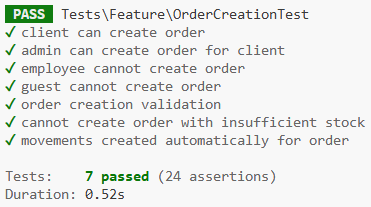 PASS Tests\Feature\OrderCreationTest
✓ client can create order
✓ admin can create order for client
✓ employee cannot create order
✓ guest cannot create order
✓ order creation validation
✓ cannot create order with insufficient stock
✓ movements created automatically for order
Tests: 7 passed (24 assertions)
Duration: 0.52s